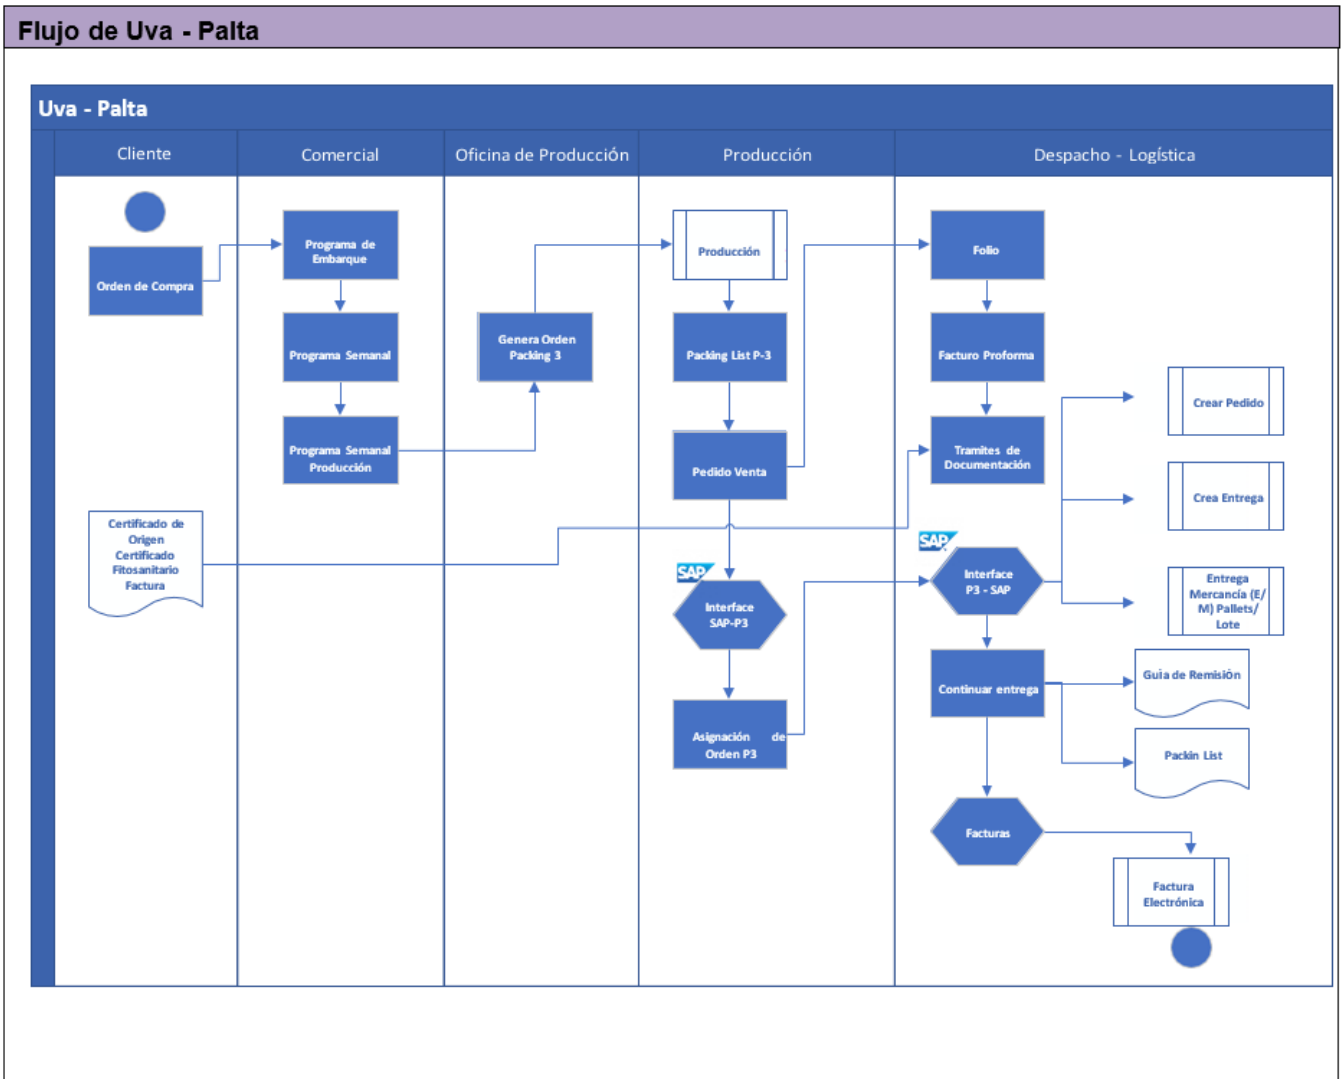 Flujo de Uva - Palta
Uva - Palta
Cliente
Comercial
Oficina de Producción
Producción
Despacho - Logística
Orden de Compra
Certificado de
Origen
Certificado
Fitosanitario
Factura
Programa de
Embarque
Programa Semanal
Programa Semanal
Producción
Genera Orden
Packing 3
Producción
Packing List P-3
Pedido Venta
SAP
Interface
SAP-P3
Asignación de
Orden P3
Folio
Facturo Proforma
Tramites de
Documentación
SAP
Interface
P3 - SAP
Continuar entrega
Facturas
Crear Pedido
Crea Entrega
Entrega
Mercancía (E/
M) Pallets/
Lote
Guia de Remisión
Packin List
Factura
Electrónica